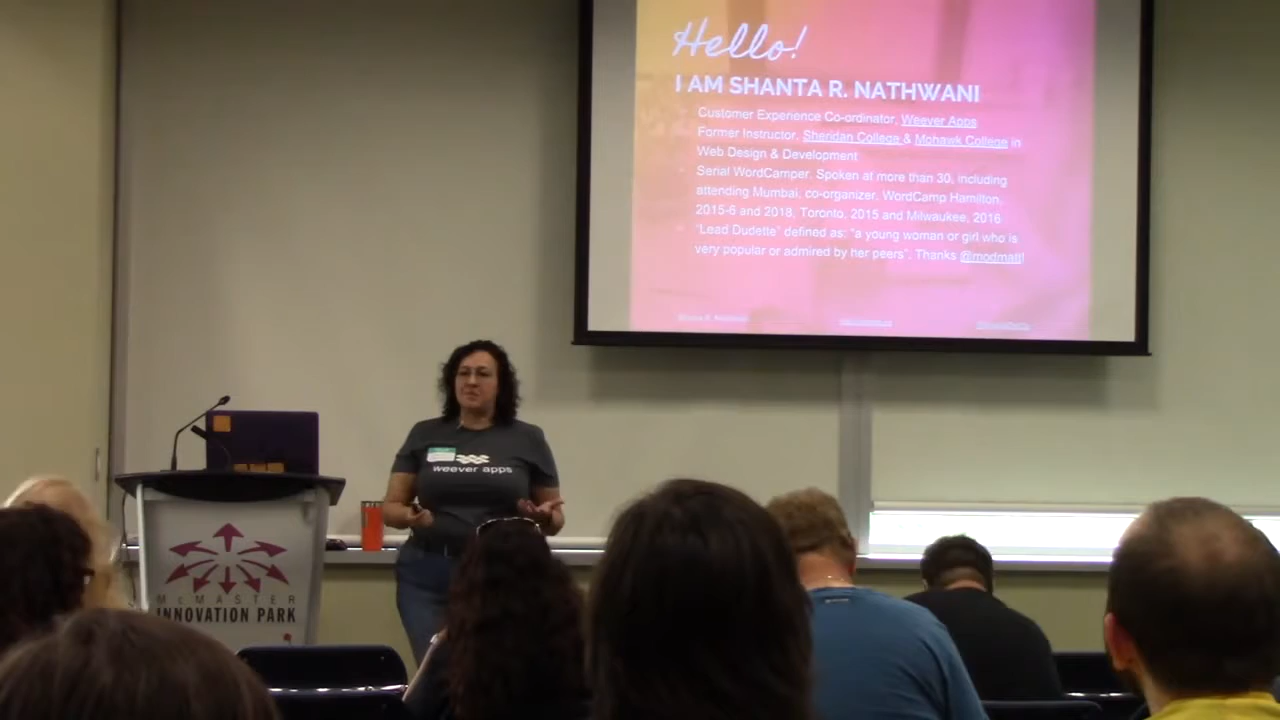 Hello!
I AM SHANTA R. NATHWANI
Customer Experience Co-ordinator, Weever Apps
Former Instructor, Sheridan College & Mohawk College in
Web Design & Development
Serial WordCamper. Spoken at more than 30, including
attending Mumbai, co-organizer, WordCamp Hamilton,
2015-6 and 2018, Toronto, 2015 and Milwaukee, 2016
"Lead Dudette" defined as: "a young woman or girl who is
very popular or admired by her peers". Thanks @modmatt!
weever apps
McMASTER
INNOVATION PARK